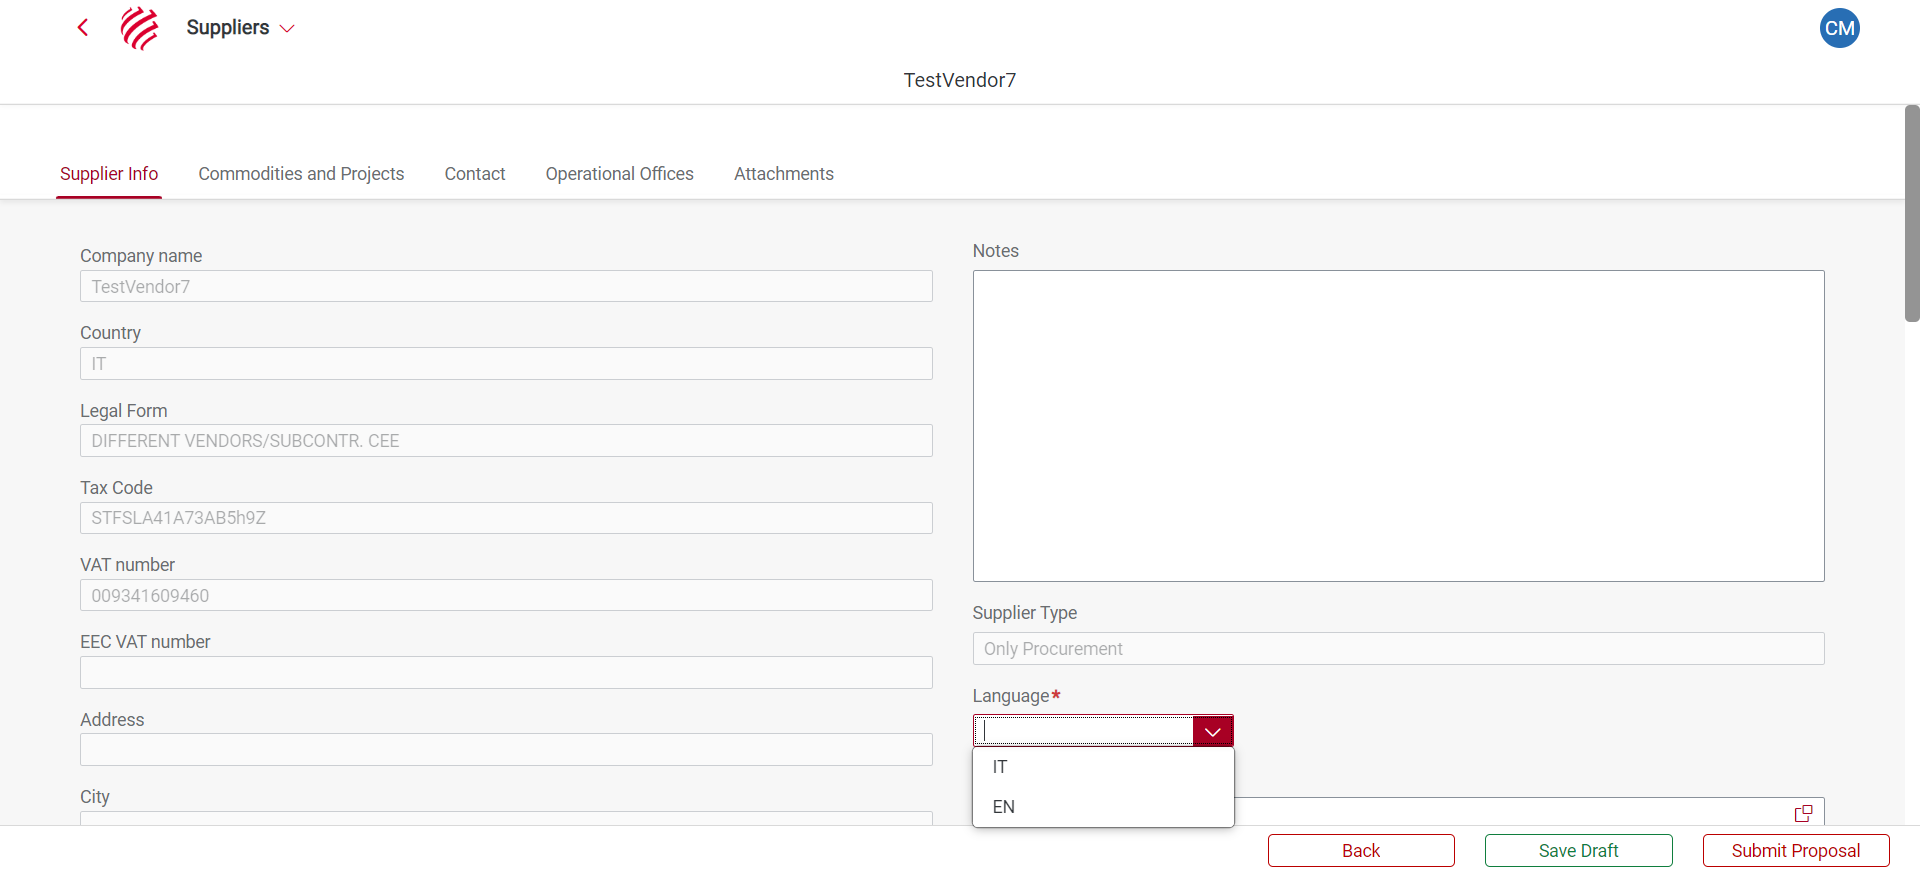 Suppliers
CM
TestVendor7
Supplier Info
Commodities and Projects
Contact
Operational Offices
Attachments
Company name
TestVendor7
Country
IT
Legal Form
DIFFERENT VENDORS/SUBCONTR. CEE
Tax Code
STFSLA41A73AB5h9Z
VAT number
009341609460
EEC VAT number
Address
City
Notes
Supplier Type
Only Procurement
Language*
IT
EN
Back
Save Draft
Submit Proposal